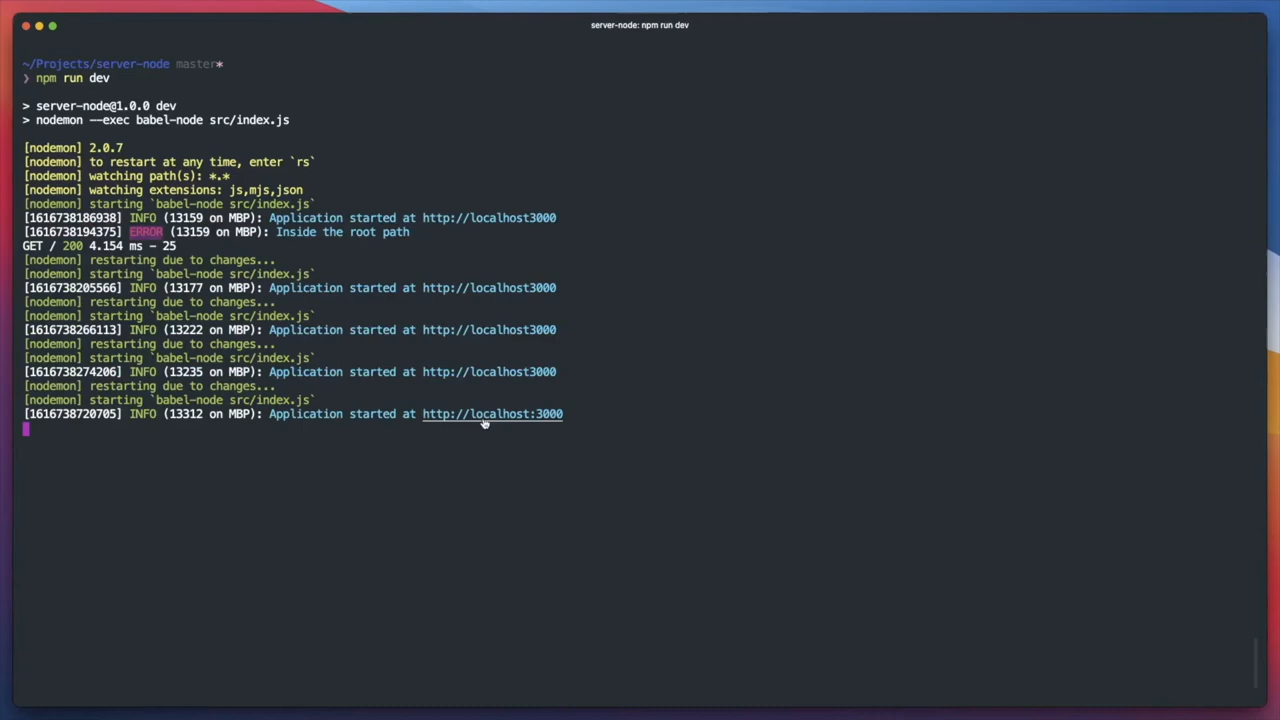 server-node: npm run dev
~/Projects/server-node master*
❯ npm run dev
> server-node@1.0.0 dev
> nodemon --exec babel-node src/index.js
[nodemon] 2.0.7
[nodemon] to restart at any time, enter `rs`
[nodemon] watching path(s): *.*
[nodemon] watching extensions: js,mjs,json
[nodemon] starting `babel-node src/index.js`
[1616738186938] INFO (13159 on MBP): Application started at http://localhost3000
[1616738194375] ERROR (13159 on MBP): Inside the root path
GET / 200 4.154 ms - 25
[nodemon] restarting due to changes...
[nodemon] starting `babel-node src/index.js`
[1616738205566] INFO (13177 on MBP): Application started at http://localhost3000
[nodemon] restarting due to changes...
[nodemon] starting `babel-node src/index.js`
[1616738266113] INFO (13222 on MBP): Application started at http://localhost3000
[nodemon] restarting due to changes...
[nodemon] starting `babel-node src/index.js`
[1616738274206] INFO (13235 on MBP): Application started at http://localhost3000
[nodemon] restarting due to changes...
[nodemon] starting `babel-node src/index.js`
[1616738720705] INFO (13312 on MBP): Application started at http://localhost:3000